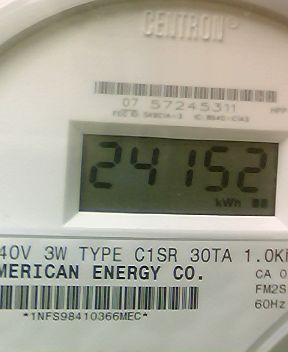 CENTRON®
07 57245311
24152
kWh
40V 3W TYPE C1SR 30TA 1.0K
MERICAN ENERGY CO.
CA 0
FM2S
60Hz
*1NFS98410366MEC*